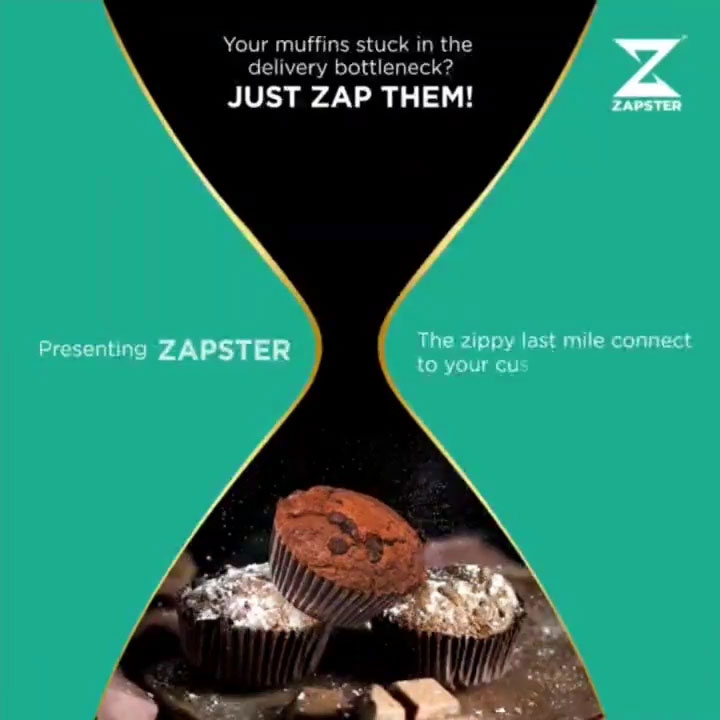 Your muffins stuck in the
delivery bottleneck?
JUST ZAP THEM!
ZAPSTER
Presenting ZAPSTER
The zippy last mile connect
to your cus